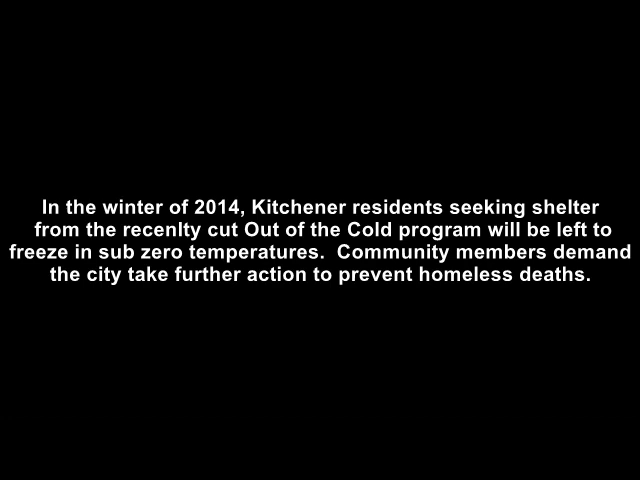 In the winter of 2014, Kitchener residents seeking shelter
from the recenlty cut Out of the Cold program will be left to
freeze in sub zero temperatures.  Community members demand
the city take further action to prevent homeless deaths.